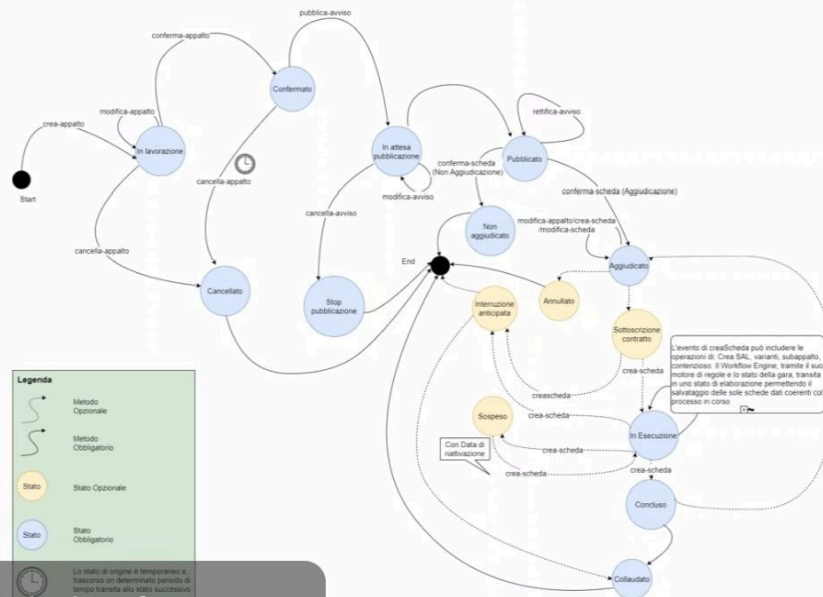 pubblica-avviso
conferma-appalto
Confermato
modifica-appalto
crea-appalto
In lavorazione
In attesa
pubblicazione
rettifica-avviso
Pubblicato
conferma-scheda
(Non Aggiudicazione)
cancella-appalto
modifica-avviso
conferma-scheda (Aggiudicazione)
Start
cancella-avviso
modifica-appalto/crea-scheda
/modifica-scheda
Non
aggiudicato
cancella-appalto
End
Aggiudicato
Cancellato
Stop
pubblicazione
Interruzione
anticipata
Annullato
Sottoscrizione
contratto
L'evento di creaScheda può includere le
operazioni di: Crea SAL, varianti, subappalto,
contenzioso. Il Workflow Engine, tramite il suo
motore di regole e lo stato della gara, transita
in uno stato di elaborazione permettendo il
salvataggio delle sole schede dati coerenti col
processo in corso
crea-scheda
creascheda
crea-scheda
Sospeso
In Esecuzione
Con Data di
riattivazione
crea-scheda
crea-scheda
crea-scheda
Concluso
Collaudato
Legenda
Metodo
Opzionale
Metodo
Obbligatorio
Stato
Stato Opzionale
Stato
Stato
Obbligatorio
Lo stato di origine è temporaneo e,
trascorso un determinato periodo di
tempo transita allo stato successivo